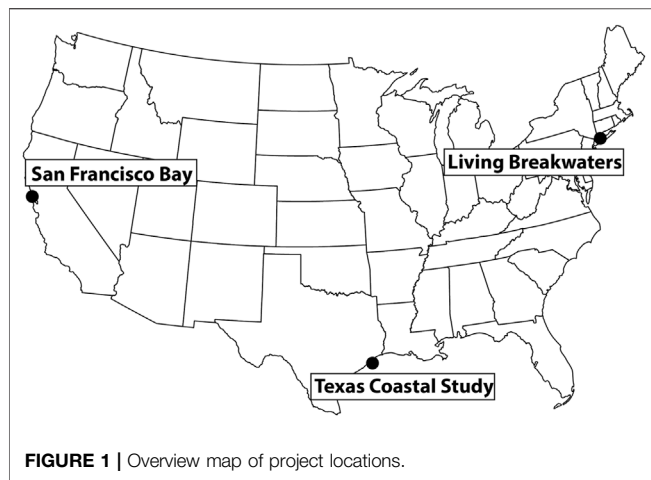 San Francisco Bay
Living Breakwaters
Texas Coastal Study
FIGURE 1 | Overview map of project locations.